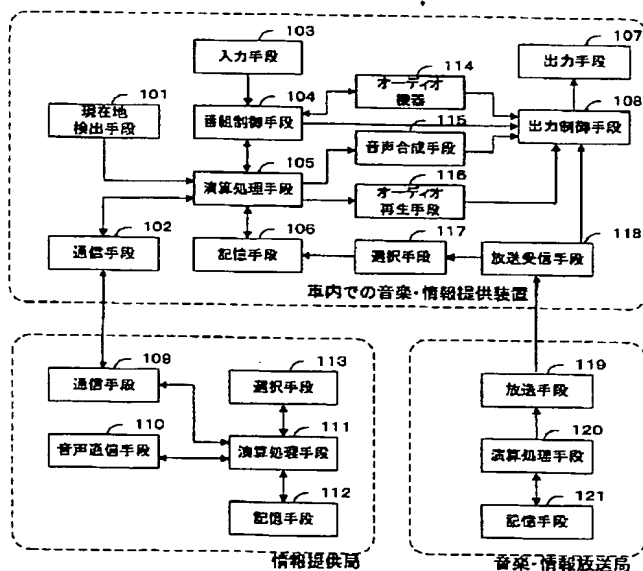 103
入力手段
107
出力手段
114
オーディオ
機器
101
現在地
検出手段
104
番組制御手段
108
出力制御手段
115
音声合成手段
105
演算処理手段
116
オーディオ
再生手段
102
通信手段
106
記憶手段
117
選択手段
118
放送受信手段
車内での音楽・情報提供装置
109
通信手段
113
選択手段
119
放送手段
110
音声通信手段
111
演算処理手段
120
演算処理手段
112
記憶手段
121
記憶手段
情報提供局
音楽・情報放送局